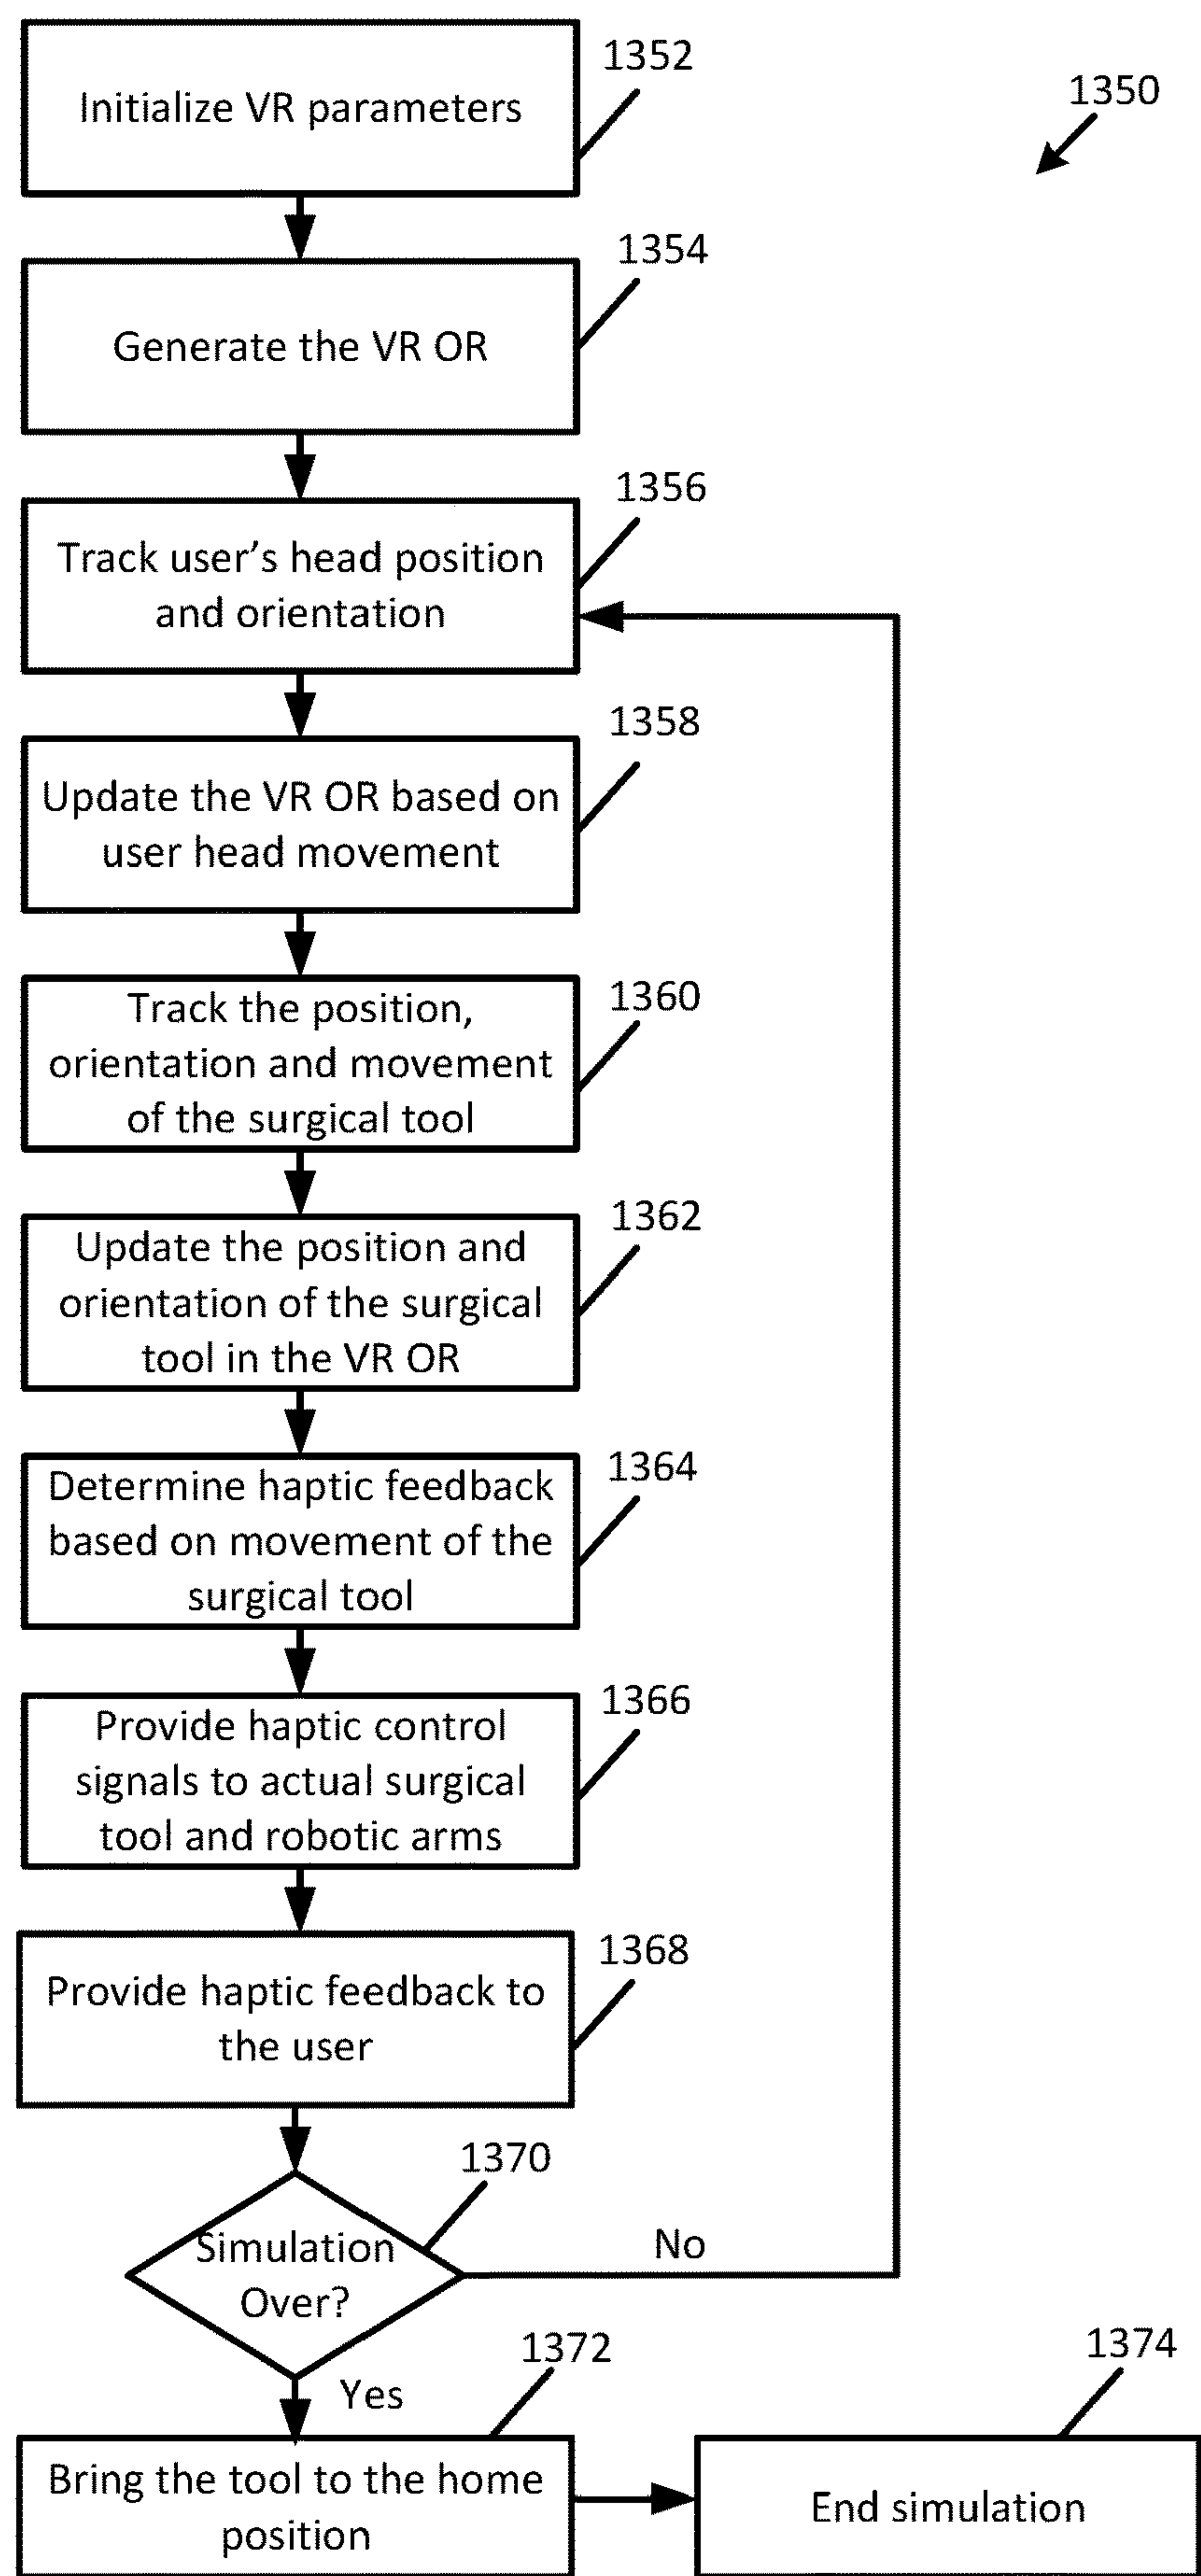 1352
1350
Initialize VR parameters
1354
Generate the VR OR
1356
Track user's head position
and orientation
1358
Update the VR OR based on
user head movement
1360
Track the position,
orientation and movement
of the surgical tool
1362
Update the position and
orientation of the surgical
tool in the VR OR
1364
Determine haptic feedback
based on movement of the
surgical tool
1366
Provide haptic control
signals to actual surgical
tool and robotic arms
1368
Provide haptic feedback to
the user
1370
Simulation
Over?
No
Yes
1372
1374
Bring the tool to the home
position
End simulation